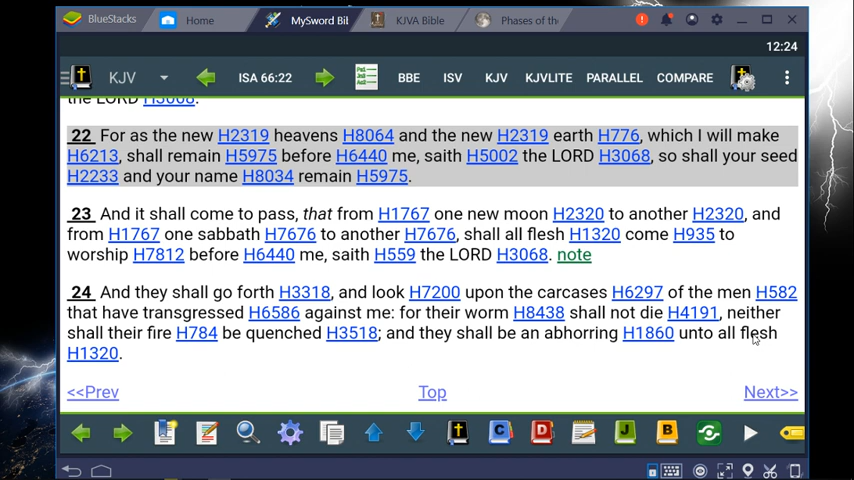 BlueStacks Home MySword Bil KJVA Bible Phases of th
12:24
KJV ISA 66:22 BBE ISV KJV KJVLITE PARALLEL COMPARE
the LORD H3068.
22 For as the new H2319 heavens H8064 and the new H2319 earth H776, which I will make
H6213, shall remain H5975 before H6440 me, saith H5002 the LORD H3068, so shall your seed
H2233 and your name H8034 remain H5975.
23 And it shall come to pass, that from H1767 one new moon H2320 to another H2320, and
from H1767 one sabbath H7676 to another H7676, shall all flesh H1320 come H935 to
worship H7812 before H6440 me, saith H559 the LORD H3068. note
24 And they shall go forth H3318, and look H7200 upon the carcases H6297 of the men H582
that have transgressed H6586 against me: for their worm H8438 shall not die H4191, neither
shall their fire H784 be quenched H3518; and they shall be an abhorring H1860 unto all flesh
H1320.
<<Prev Top Next>>
C D J B